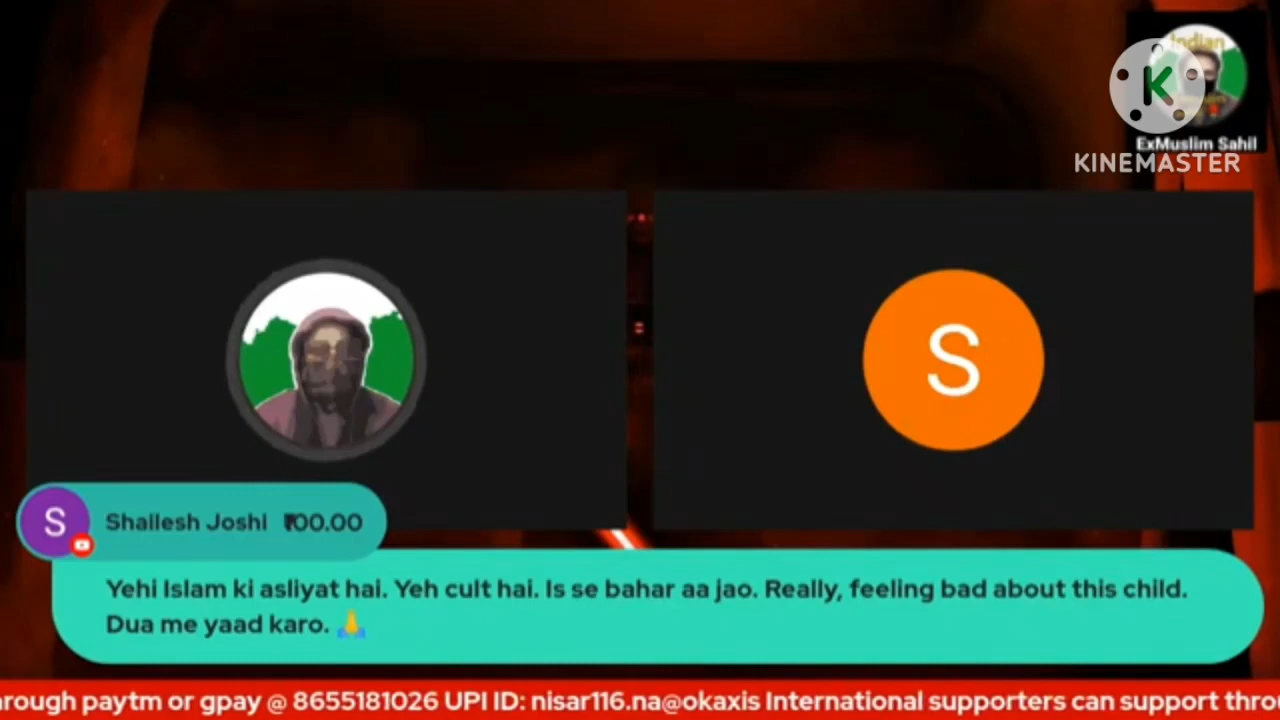 Indian
K
ExMuslim Sahil
KINEMASTER
S
S
Shailesh Joshi ₹100.00
Yehi Islam ki asliyat hai. Yeh cult hai. Is se bahar aa jao. Really, feeling bad about this child.
Dua me yaad karo. 🙏
hrough paytm or gpay @ 8655181026 UPI ID: nisar116.na@okaxis International supporters can support thro